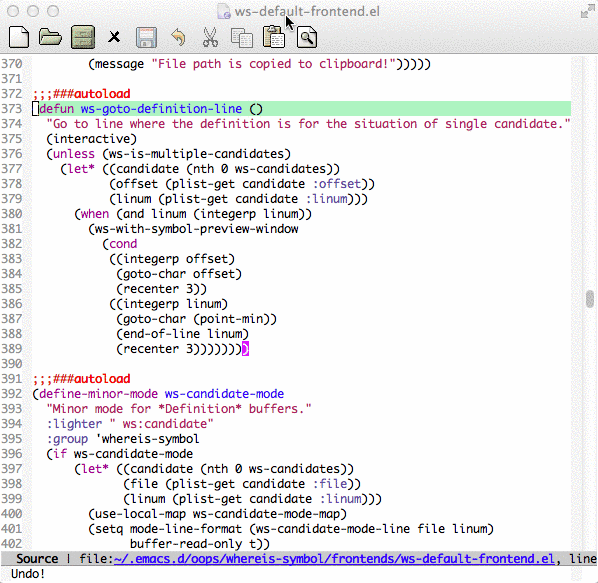 ws-default-frontend.el
370 (message "File path is copied to clipboard!")))))
371
372 ;;;###autoload
373 (defun ws-goto-definition-line ()
374 "Go to line where the definition is for the situation of single candidate."
375 (interactive)
376 (unless (ws-is-multiple-candidates)
377 (let* ((candidate (nth 0 ws-candidates))
378 (offset (plist-get candidate :offset))
379 (linum (plist-get candidate :linum)))
380 (when (and linum (integerp linum))
381 (ws-with-symbol-preview-window
382 (cond
383 ((integerp offset)
384 (goto-char offset)
385 (recenter 3))
386 ((integerp linum)
387 (goto-char (point-min))
388 (end-of-line linum)
389 (recenter 3))))))))
390
391 ;;;###autoload
392 (define-minor-mode ws-candidate-mode
393 "Minor mode for *Definition* buffers."
394 :lighter " ws:candidate"
395 :group 'whereis-symbol
396 (if ws-candidate-mode
397 (let* ((candidate (nth 0 ws-candidates))
398 (file (plist-get candidate :file))
399 (linum (plist-get candidate :linum)))
400 (use-local-map ws-candidate-mode-map)
401 (setq mode-line-format (ws-candidate-mode-line file linum)
402 buffer-read-only t))
Source | file:~/.emacs.d/oops/whereis-symbol/frontends/ws-default-frontend.el, line
Undo!